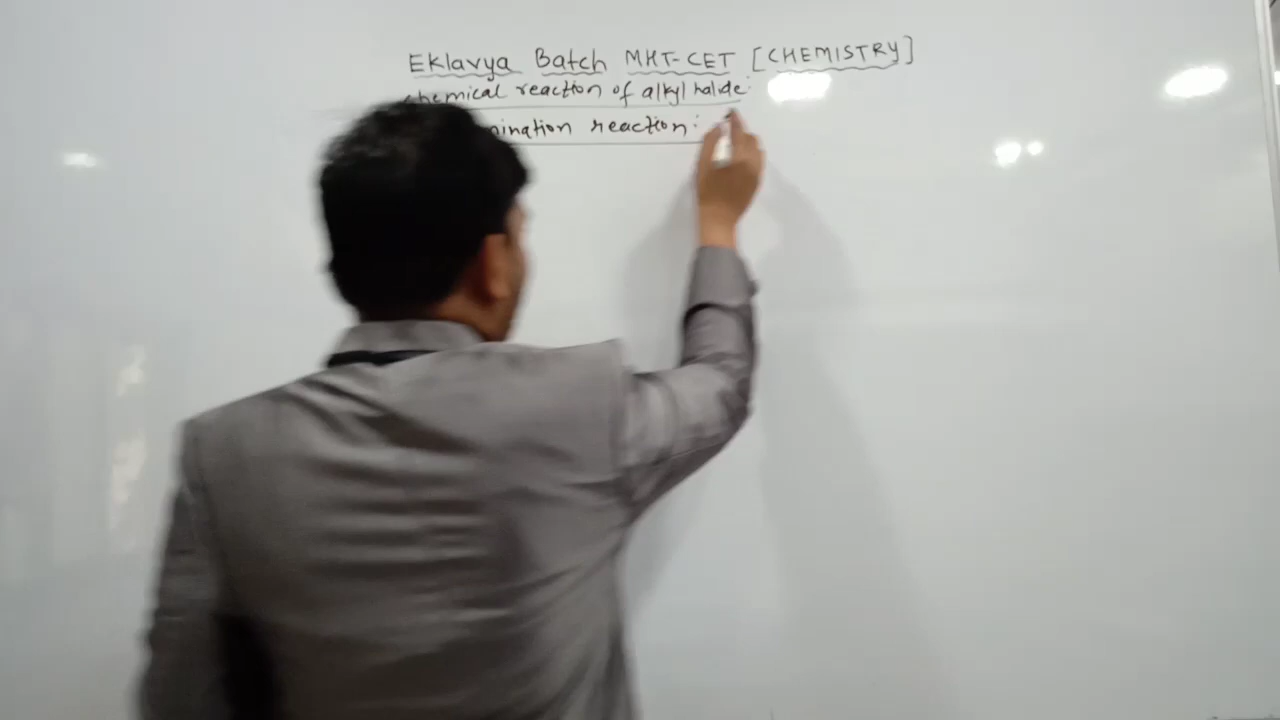 Eklavya Batch MHT-CET [CHEMISTRY]
chemical reaction of alkyl halide:
reaction: